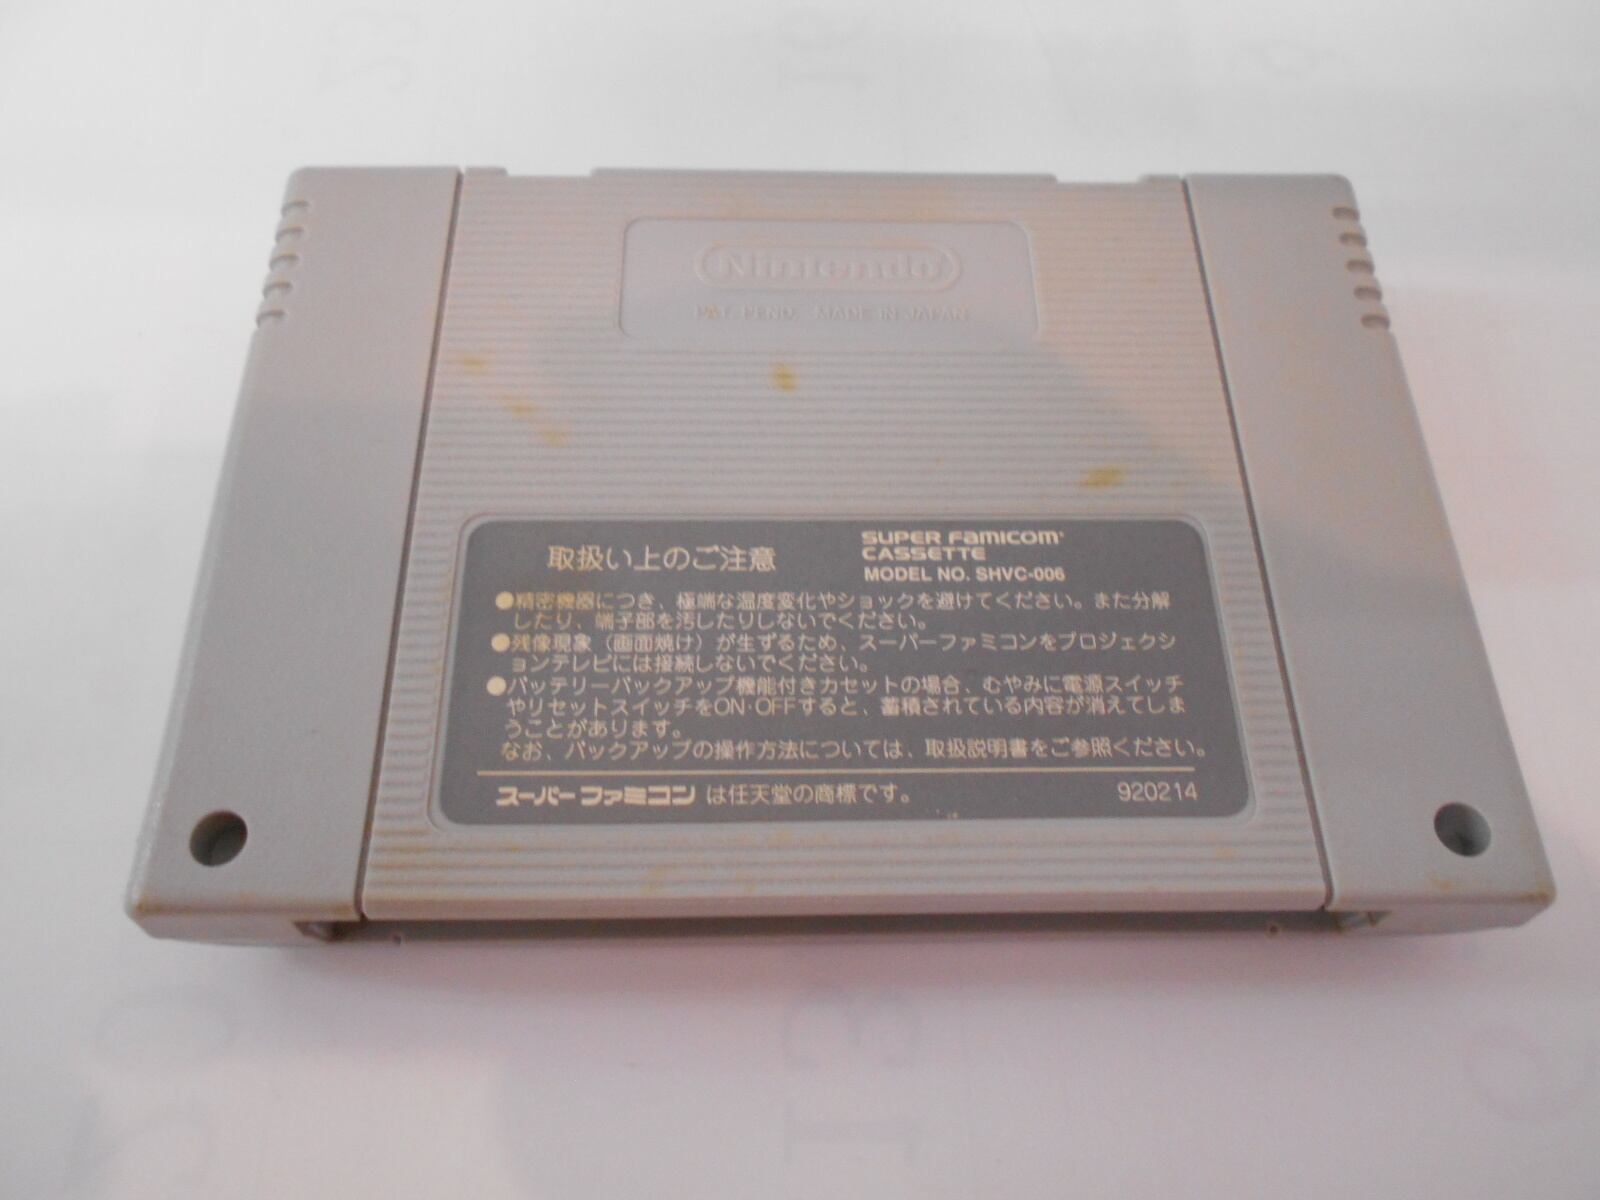 Nintendo
PAT. PEND. MADE IN JAPAN
取扱い上のご注意
SUPER FAMICOM
CASSETTE
MODEL NO. SHVC-006
●精密機器につき、極端な温度変化やショックを避けてください。また分解
したり、端子部を汚したりしないでください。
●残像現象（画面焼け）が生ずるため、スーパーファミコンをプロジェクシ
ョンテレビには接続しないでください。
●バッテリーバックアップ機能付きカセットの場合、むやみに電源スイッチ
やリセットスイッチをON・OFFすると、蓄積されている内容が消えてしま
うことがあります。
なお、バックアップの操作方法については、取扱説明書をご参照ください。
スーパーファミコン は任天堂の商標です。
920214